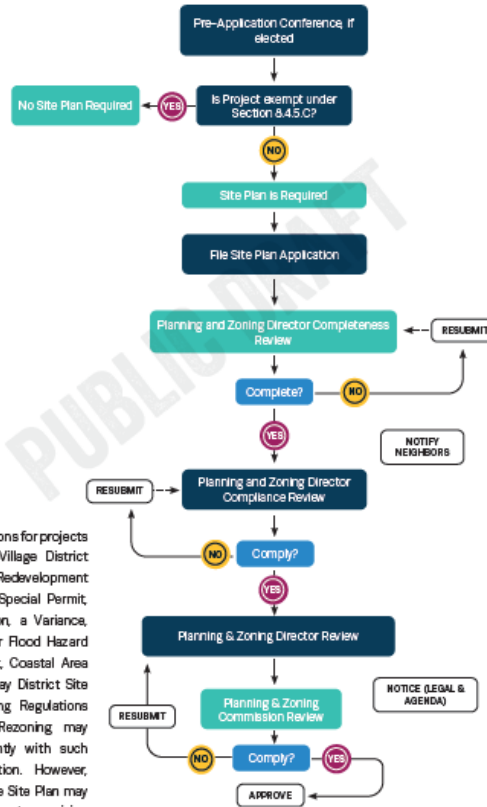 Pre-Application Conference, if
elected
Is Project exempt under
Section 8.4.5.C?
YES
No Site Plan Required
NO
Site Plan is Required
File Site Plan Application
Planning and Zoning Director Completeness
Review
RESUBMIT
Complete?
NO
YES
NOTIFY
NEIGHBORS
Planning and Zoning Director
Compliance Review
RESUBMIT
Comply?
NO
YES
Planning & Zoning Director Review
Planning & Zoning
Commission Review
NOTICE (LEGAL &
AGENDA)
RESUBMIT
Comply?
NO
YES
APPROVE
ons for projects
Village District
Redevelopment
Special Permit,
on, a Variance,
r Flood Hazard
, Coastal Area
ay District Site
ng Regulations
Rezoning may
ntly with such
tion. However,
e Site Plan may
PUBLIC DRAFT